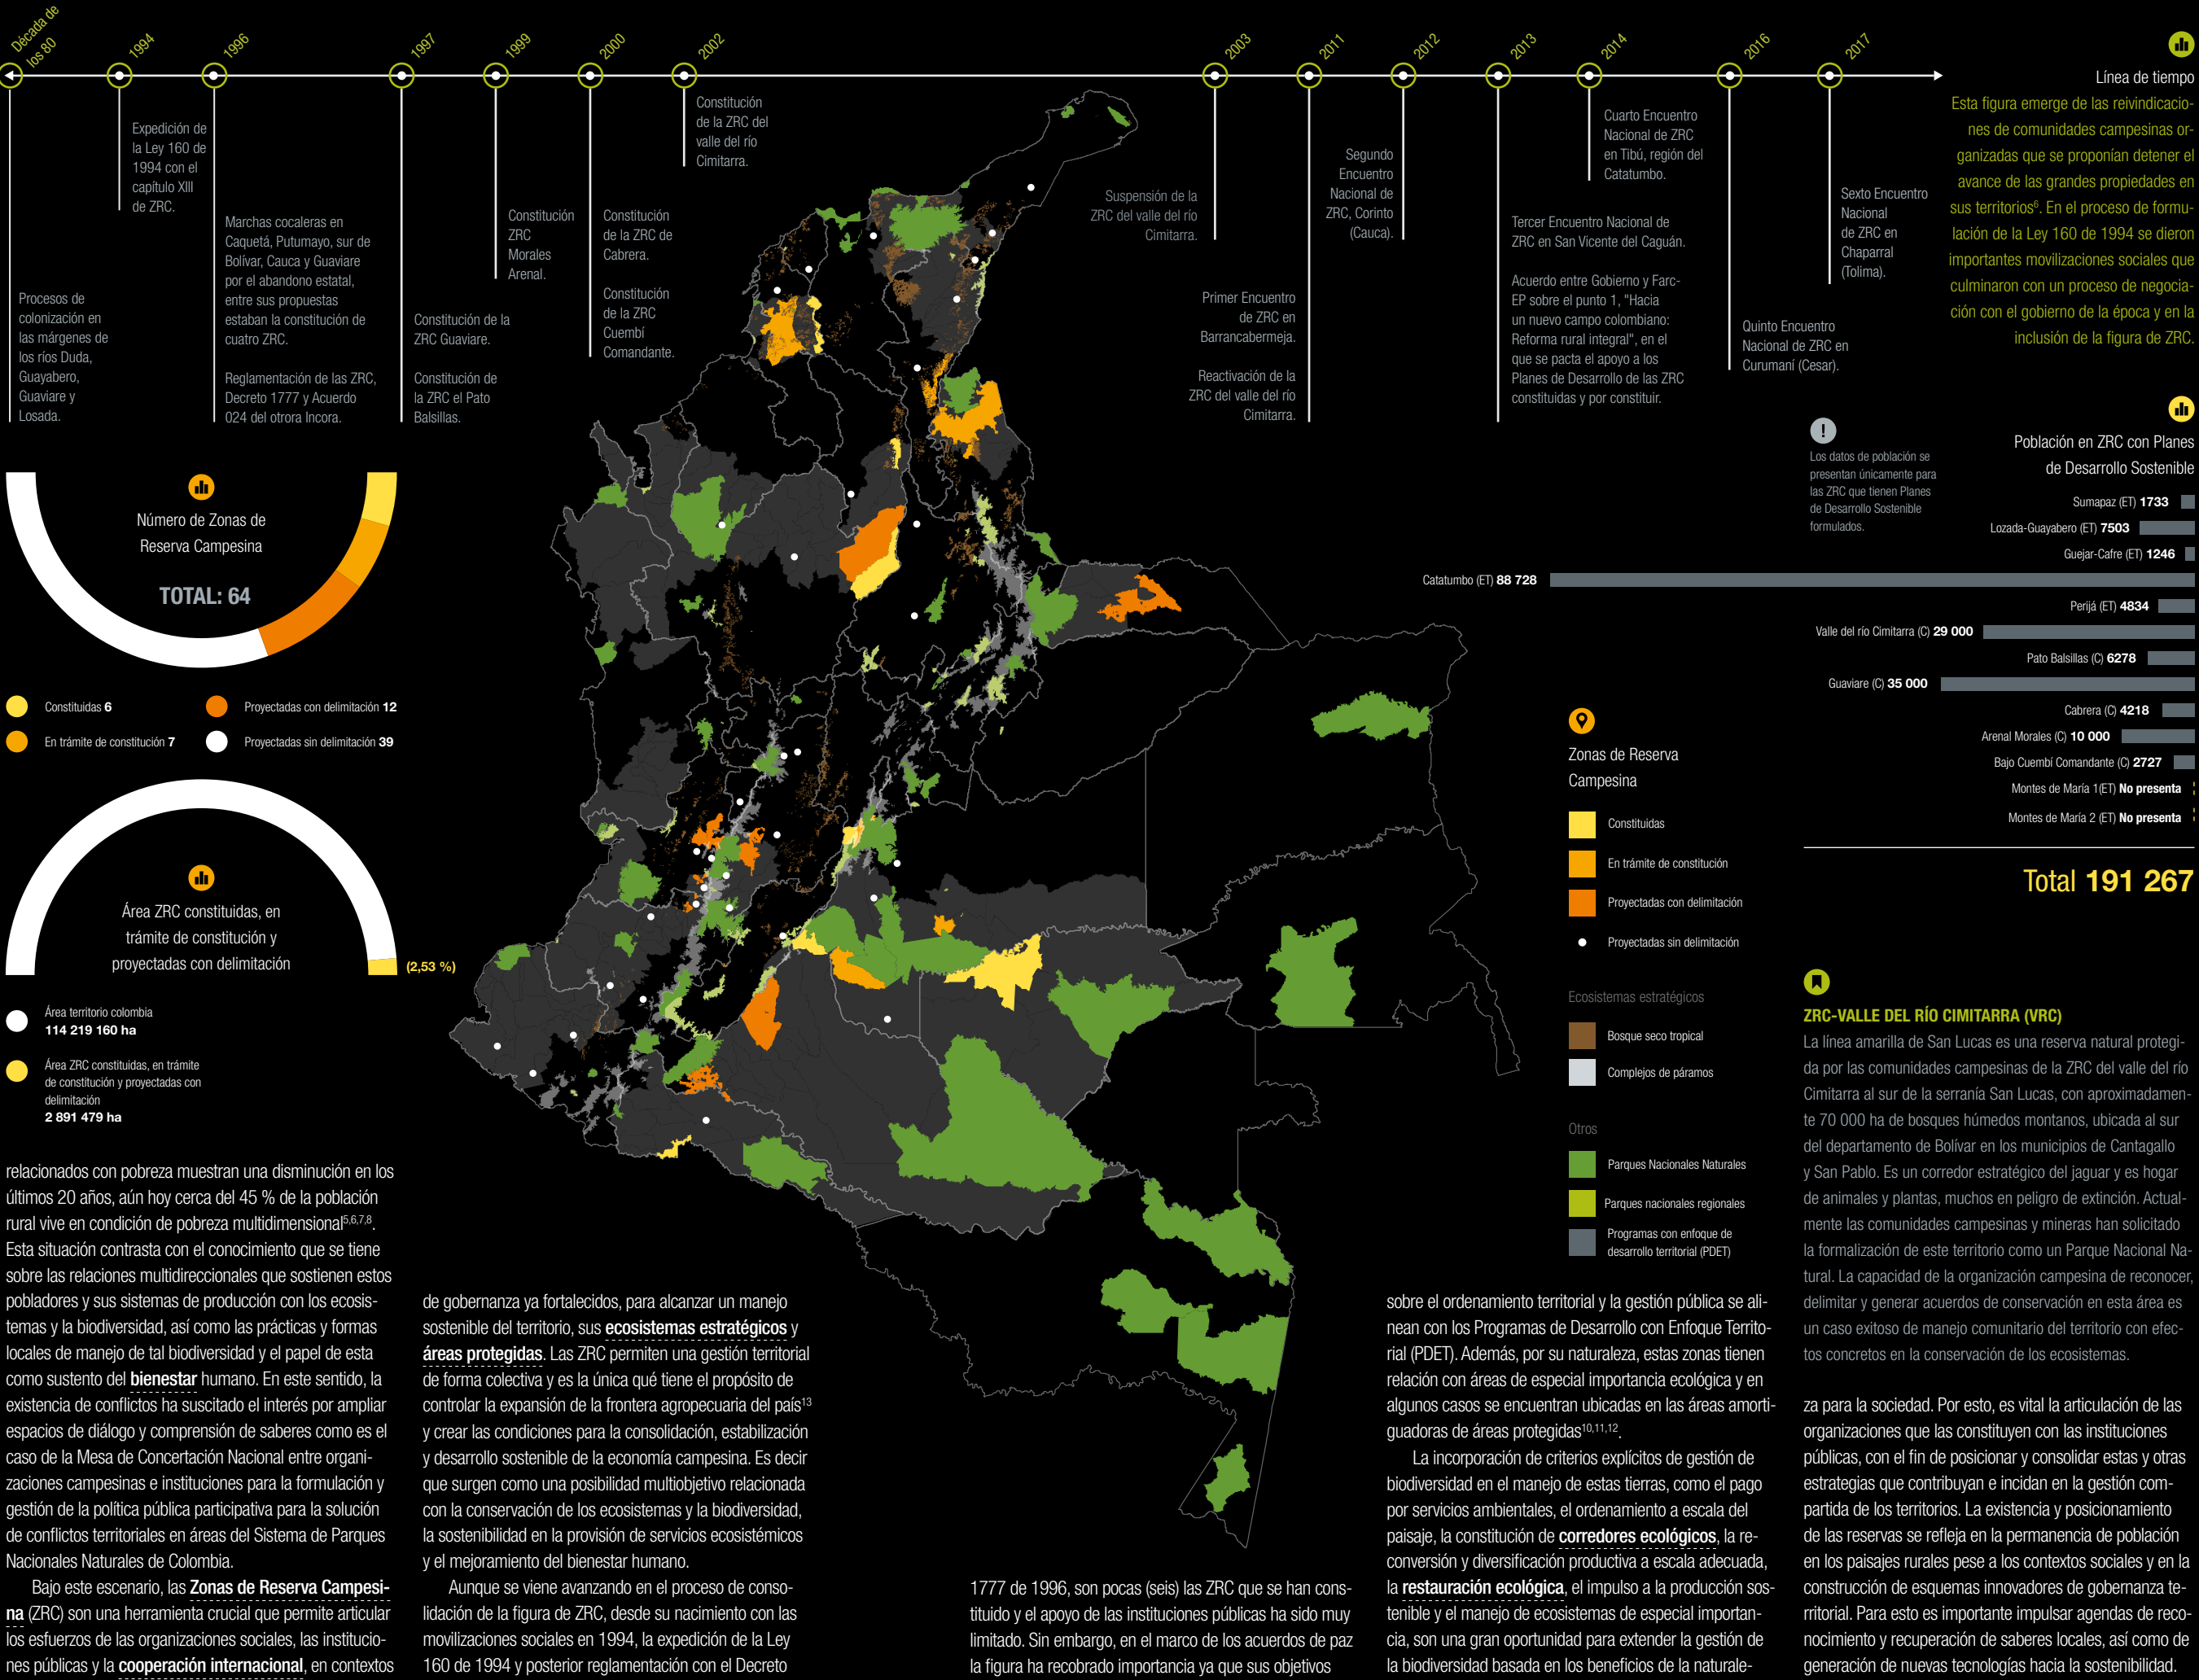 Década de
los 80
1994
1996
1997
1999
2000
2002
2003
2011
2012
2013
2014
2016
2017
Procesos de
colonización en
las márgenes de
los ríos Duda,
Guayabero,
Guaviare y
Losada.
Expedición de
la Ley 160 de
1994 con el
capítulo XIII
de ZRC.
Marchas cocaleras en
Caquetá, Putumayo, sur de
Bolívar, Cauca y Guaviare
por el abandono estatal,
entre sus propuestas
estaban la constitución de
cuatro ZRC.
Reglamentación de las ZRC,
Decreto 1777 y Acuerdo
024 del otrora Incora.
Constitución de la
ZRC Guaviare.
Constitución de
la ZRC el Pato
Balsillas.
Constitución
ZRC
Morales
Arenal.
Constitución
de la ZRC de
Cabrera.
Constitución
de la ZRC
Cuembí
Comandante.
Constitución
de la ZRC del
valle del río
Cimitarra.
Suspensión de la
ZRC del valle del río
Cimitarra.
Primer Encuentro
de ZRC en
Barrancabermeja.
Reactivación de la
ZRC del valle del río
Cimitarra.
Segundo
Encuentro
Nacional de
ZRC, Corinto
(Cauca).
Tercer Encuentro Nacional de
ZRC en San Vicente del Caguán.
Acuerdo entre Gobierno y Farc-
EP sobre el punto 1, "Hacia
un nuevo campo colombiano:
Reforma rural integral", en el
que se pacta el apoyo a los
Planes de Desarrollo de las ZRC
constituidas y por constituir.
Cuarto Encuentro
Nacional de ZRC
en Tibú, región del
Catatumbo.
Quinto Encuentro
Nacional de ZRC en
Curumaní (Cesar).
Sexto Encuentro
Nacional
de ZRC en
Chaparral
(Tolima).
Línea de tiempo
Esta figura emerge de las reivindicacio-
nes de comunidades campesinas or-
ganizadas que se proponían detener el
avance de las grandes propiedades en
sus territorios6. En el proceso de formu-
lación de la Ley 160 de 1994 se dieron
importantes movilizaciones sociales que
culminaron con un proceso de negocia-
ción con el gobierno de la época y en la
inclusión de la figura de ZRC.
Número de Zonas de
Reserva Campesina
TOTAL: 64
Constituidas 6
Proyectadas con delimitación 12
En trámite de constitución 7
Proyectadas sin delimitación 39
Área ZRC constituidas, en
trámite de constitución y
proyectadas con delimitación
(2,53 %)
Área territorio colombia
114 219 160 ha
Área ZRC constituidas, en trámite
de constitución y proyectadas con
delimitación
2 891 479 ha
!
Los datos de población se
presentan únicamente para
las ZRC que tienen Planes
de Desarrollo Sostenible
formulados.
Población en ZRC con Planes
de Desarrollo Sostenible
Sumapaz (ET) 1733
Lozada-Guayabero (ET) 7503
Guejar-Cafre (ET) 1246
Catatumbo (ET) 88 728
Perijá (ET) 4834
Valle del río Cimitarra (C) 29 000
Pato Balsillas (C) 6278
Guaviare (C) 35 000
Cabrera (C) 4218
Arenal Morales (C) 10 000
Bajo Cuembí Comandante (C) 2727
Montes de María 1(ET) No presenta
Montes de María 2 (ET) No presenta
Total 191 267
Zonas de Reserva
Campesina
Constituidas
En trámite de constitución
Proyectadas con delimitación
Proyectadas sin delimitación
Ecosistemas estratégicos
Bosque seco tropical
Complejos de páramos
Otros
Parques Nacionales Naturales
Parques nacionales regionales
Programas con enfoque de
desarrollo territorial (PDET)
ZRC-VALLE DEL RÍO CIMITARRA (VRC)
La línea amarilla de San Lucas es una reserva natural protegi-
da por las comunidades campesinas de la ZRC del valle del río
Cimitarra al sur de la serranía San Lucas, con aproximadamen-
te 70 000 ha de bosques húmedos montanos, ubicada al sur
del departamento de Bolívar en los municipios de Cantagallo
y San Pablo. Es un corredor estratégico del jaguar y es hogar
de animales y plantas, muchos en peligro de extinción. Actual-
mente las comunidades campesinas y mineras han solicitado
la formalización de este territorio como un Parque Nacional Na-
tural. La capacidad de la organización campesina de reconocer,
delimitar y generar acuerdos de conservación en esta área es
un caso exitoso de manejo comunitario del territorio con efec-
tos concretos en la conservación de los ecosistemas.
relacionados con pobreza muestran una disminución en los
últimos 20 años, aún hoy cerca del 45 % de la población
rural vive en condición de pobreza multidimensional5,6,7,8.
Esta situación contrasta con el conocimiento que se tiene
sobre las relaciones multidireccionales que sostienen estos
pobladores y sus sistemas de producción con los ecosis-
temas y la biodiversidad, así como las prácticas y formas
locales de manejo de tal biodiversidad y el papel de esta
como sustento del bienestar humano. En este sentido, la
existencia de conflictos ha suscitado el interés por ampliar
espacios de diálogo y comprensión de saberes como es el
caso de la Mesa de Concertación Nacional entre organi-
zaciones campesinas e instituciones para la formulación y
gestión de la política pública participativa para la solución
de conflictos territoriales en áreas del Sistema de Parques
Nacionales Naturales de Colombia.
Bajo este escenario, las Zonas de Reserva Campesi-
na (ZRC) son una herramienta crucial que permite articular
los esfuerzos de las organizaciones sociales, las institucio-
nes públicas y la cooperación internacional, en contextos
de gobernanza ya fortalecidos, para alcanzar un manejo
sostenible del territorio, sus ecosistemas estratégicos y
áreas protegidas. Las ZRC permiten una gestión territorial
de forma colectiva y es la única qué tiene el propósito de
controlar la expansión de la frontera agropecuaria del país13
y crear las condiciones para la consolidación, estabilización
y desarrollo sostenible de la economía campesina. Es decir
que surgen como una posibilidad multiobjetivo relacionada
con la conservación de los ecosistemas y la biodiversidad,
la sostenibilidad en la provisión de servicios ecosistémicos
y el mejoramiento del bienestar humano.
Aunque se viene avanzando en el proceso de conso-
lidación de la figura de ZRC, desde su nacimiento con las
movilizaciones sociales en 1994, la expedición de la Ley
160 de 1994 y posterior reglamentación con el Decreto
1777 de 1996, son pocas (seis) las ZRC que se han cons-
tituido y el apoyo de las instituciones públicas ha sido muy
limitado. Sin embargo, en el marco de los acuerdos de paz
la figura ha recobrado importancia ya que sus objetivos
sobre el ordenamiento territorial y la gestión pública se ali-
nean con los Programas de Desarrollo con Enfoque Territo-
rial (PDET). Además, por su naturaleza, estas zonas tienen
relación con áreas de especial importancia ecológica y en
algunos casos se encuentran ubicadas en las áreas amorti-
guadoras de áreas protegidas10,11,12.
La incorporación de criterios explícitos de gestión de
biodiversidad en el manejo de estas tierras, como el pago
por servicios ambientales, el ordenamiento a escala del
paisaje, la constitución de corredores ecológicos, la re-
conversión y diversificación productiva a escala adecuada,
la restauración ecológica, el impulso a la producción sos-
tenible y el manejo de ecosistemas de especial importan-
cia, son una gran oportunidad para extender la gestión de
la biodiversidad basada en los beneficios de la naturale-
za para la sociedad. Por esto, es vital la articulación de las
organizaciones que las constituyen con las instituciones
públicas, con el fin de posicionar y consolidar estas y otras
estrategias que contribuyan e incidan en la gestión com-
partida de los territorios. La existencia y posicionamiento
de las reservas se refleja en la permanencia de población
en los paisajes rurales pese a los contextos sociales y en la
construcción de esquemas innovadores de gobernanza te-
rritorial. Para esto es importante impulsar agendas de reco-
nocimiento y recuperación de saberes locales, así como de
generación de nuevas tecnologías hacia la sostenibilidad.